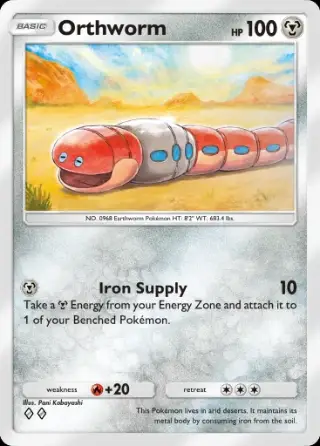 BASIC
Orthworm
HP 100
NO. 0968 Earthworm Pokémon HT: 8'2" WT: 683.4 lbs.
Iron Supply 10
Take a Energy from your Energy Zone and attach it to
1 of your Benched Pokémon.
weakness +20 retreat
Illus. Pani Kobayashi
This Pokémon lives in arid deserts. It maintains its
metal body by consuming iron from the soil.